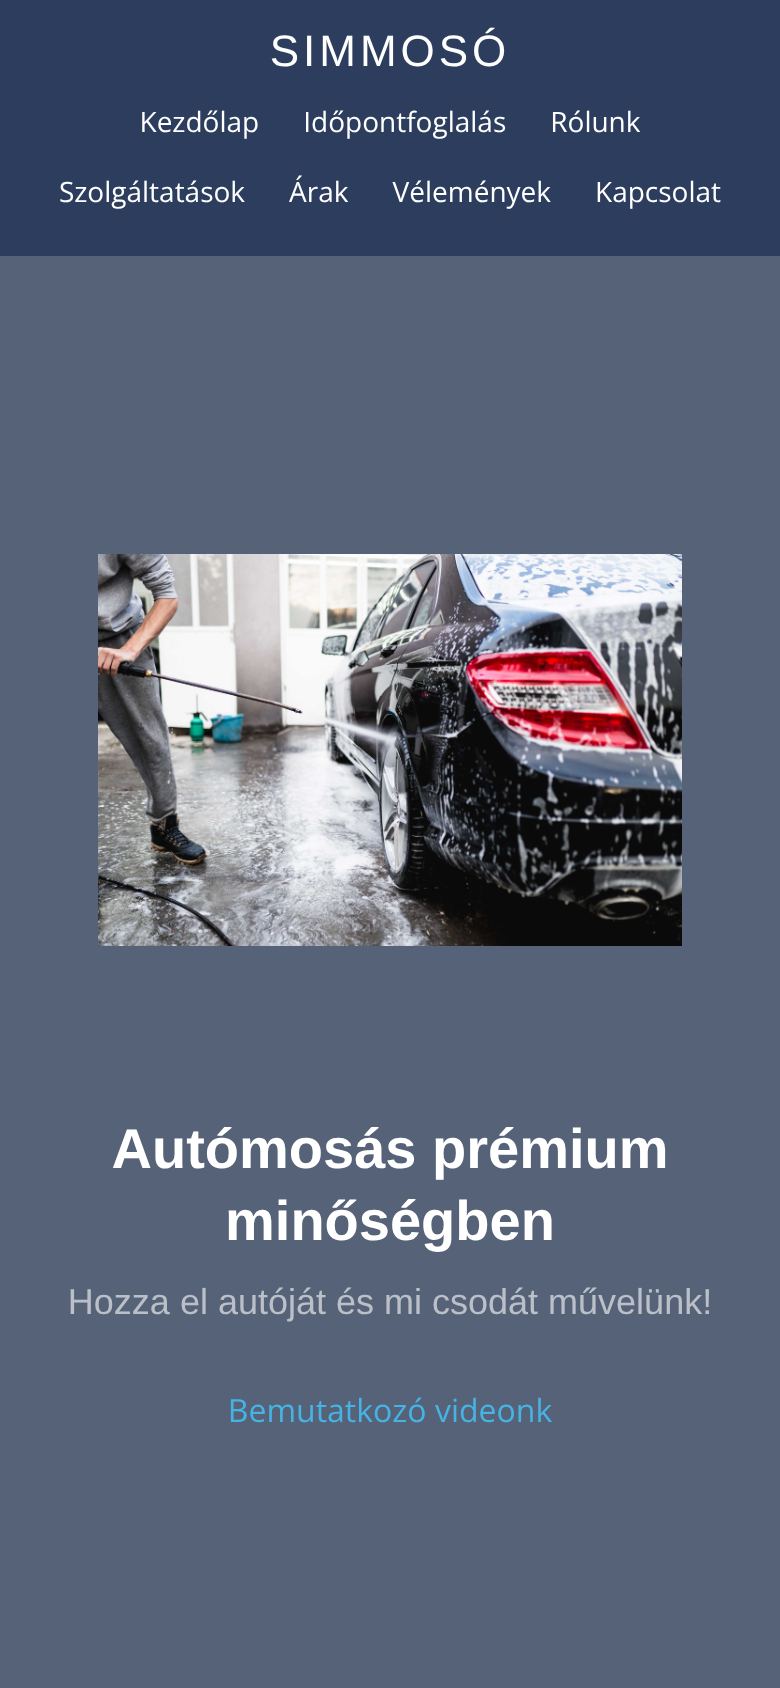 SIMMOSÓ
Kezdőlap Időpontfoglalás Rólunk
Szolgáltatások Árak Vélemények Kapcsolat
Autómosás prémium
minőségben
Hozza el autóját és mi csodát művelünk!
Bemutatkozó videonk